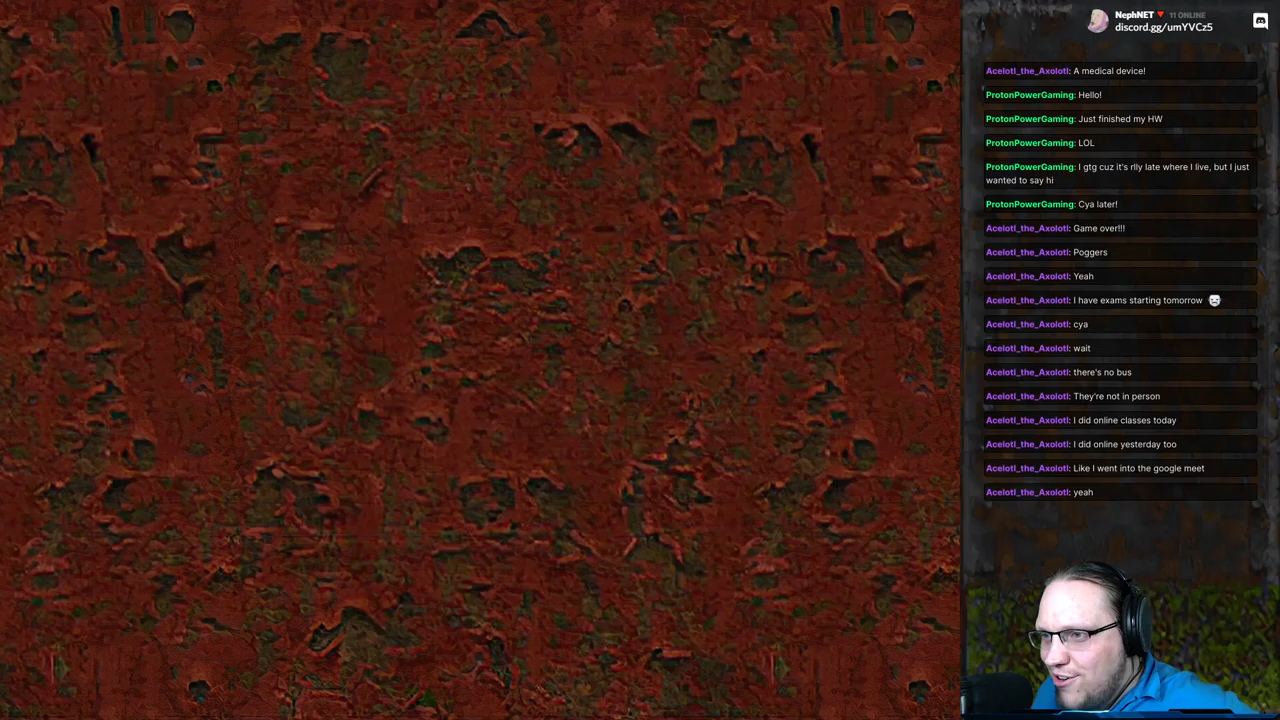 NephNET 11 ONLINE
discord.gg/umYVCz5
Acelotl_the_Axolotl: A medical device!
ProtonPowerGaming: Hello!
ProtonPowerGaming: Just finished my HW
ProtonPowerGaming: LOL
ProtonPowerGaming: I gtg cuz it's rlly late where I live, but I just
wanted to say hi
ProtonPowerGaming: Cya later!
Acelotl_the_Axolotl: Game over!!!
Acelotl_the_Axolotl: Poggers
Acelotl_the_Axolotl: Yeah
Acelotl_the_Axolotl: I have exams starting tomorrow
Acelotl_the_Axolotl: cya
Acelotl_the_Axolotl: wait
Acelotl_the_Axolotl: there's no bus
Acelotl_the_Axolotl: They're not in person
Acelotl_the_Axolotl: I did online classes today
Acelotl_the_Axolotl: I did online yesterday too
Acelotl_the_Axolotl: Like I went into the google meet
Acelotl_the_Axolotl: yeah